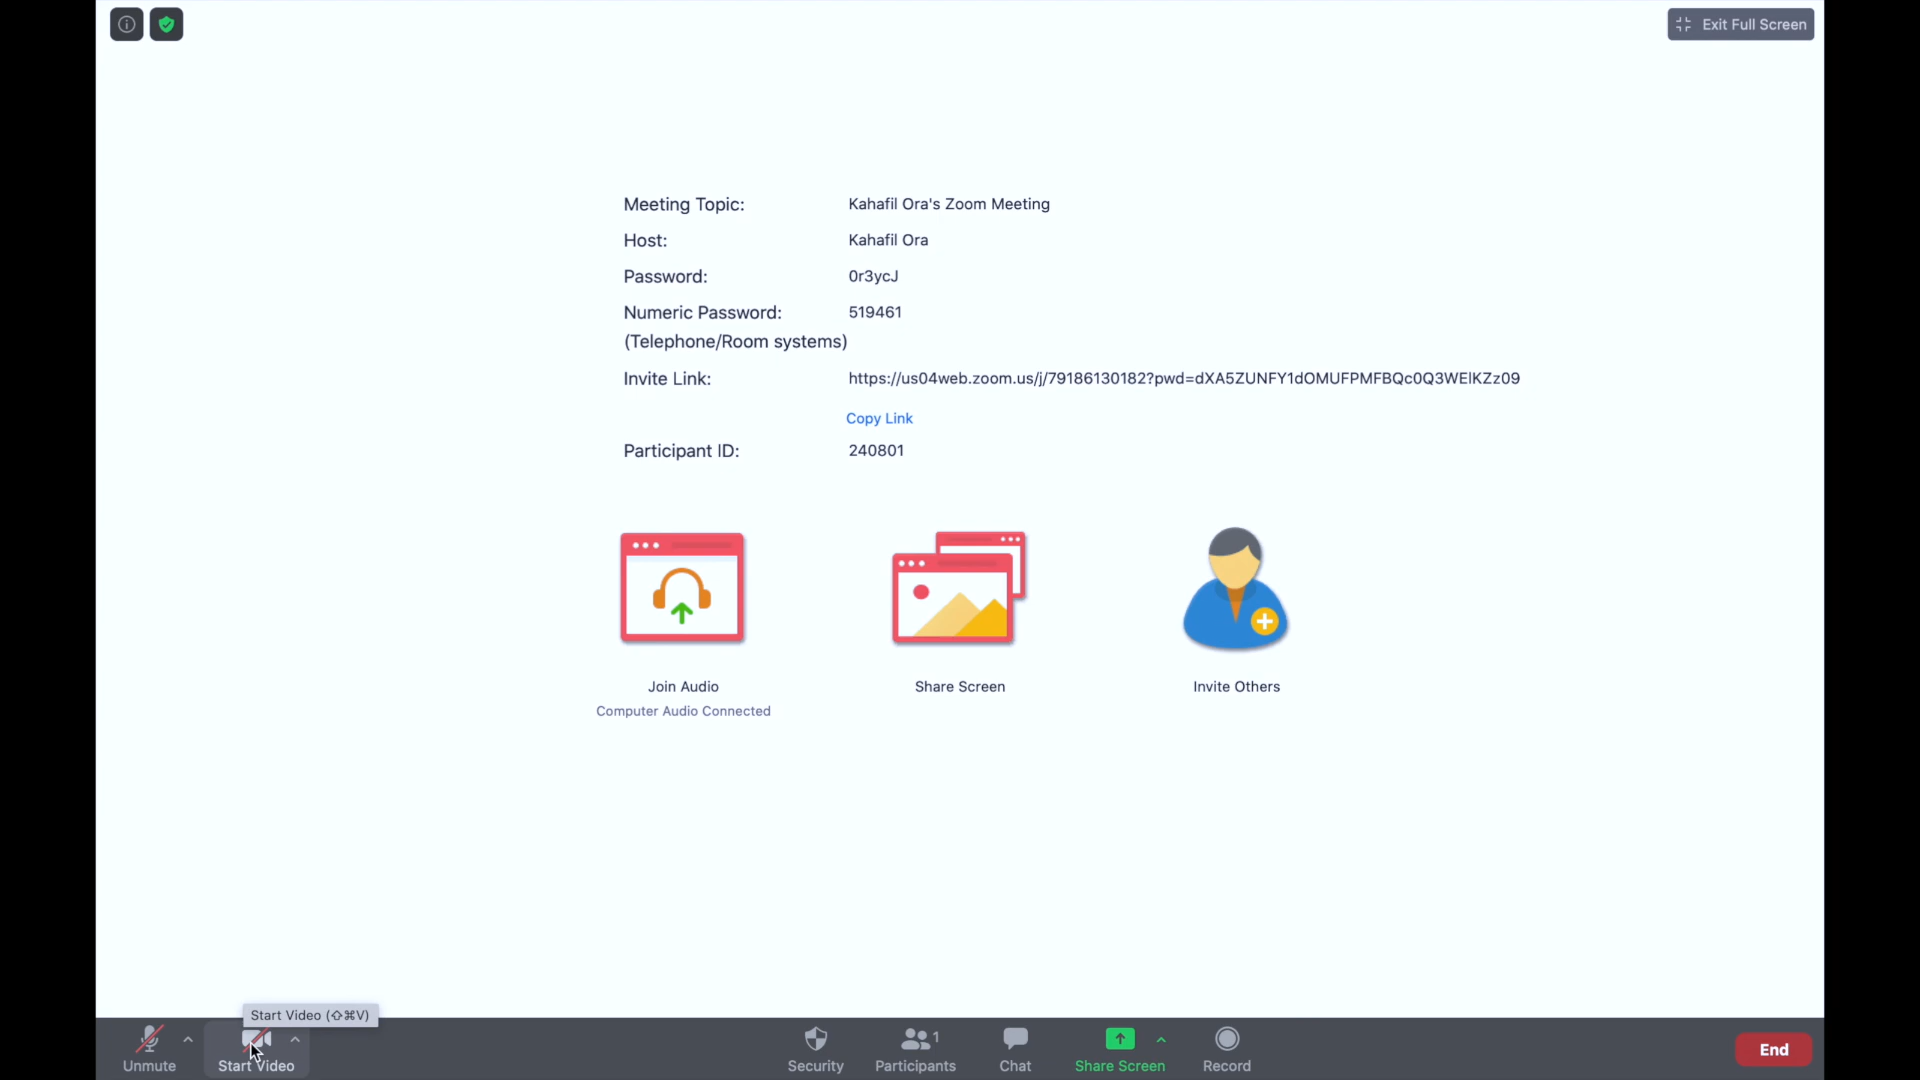 Exit Full Screen
Meeting Topic: Kahafil Ora's Zoom Meeting
Host: Kahafil Ora
Password: 0r3ycJ
Numeric Password: 519461
(Telephone/Room systems)
Invite Link: https://us04web.zoom.us/j/79186130182?pwd=dXA5ZUNFY1dOMUFPMFBQc0Q3WElKZz09
Copy Link
Participant ID: 240801
Join Audio Share Screen Invite Others
Computer Audio Connected
Start Video (⇧⌘V)
1
Unmute Start Video Security Participants Chat Share Screen Record End